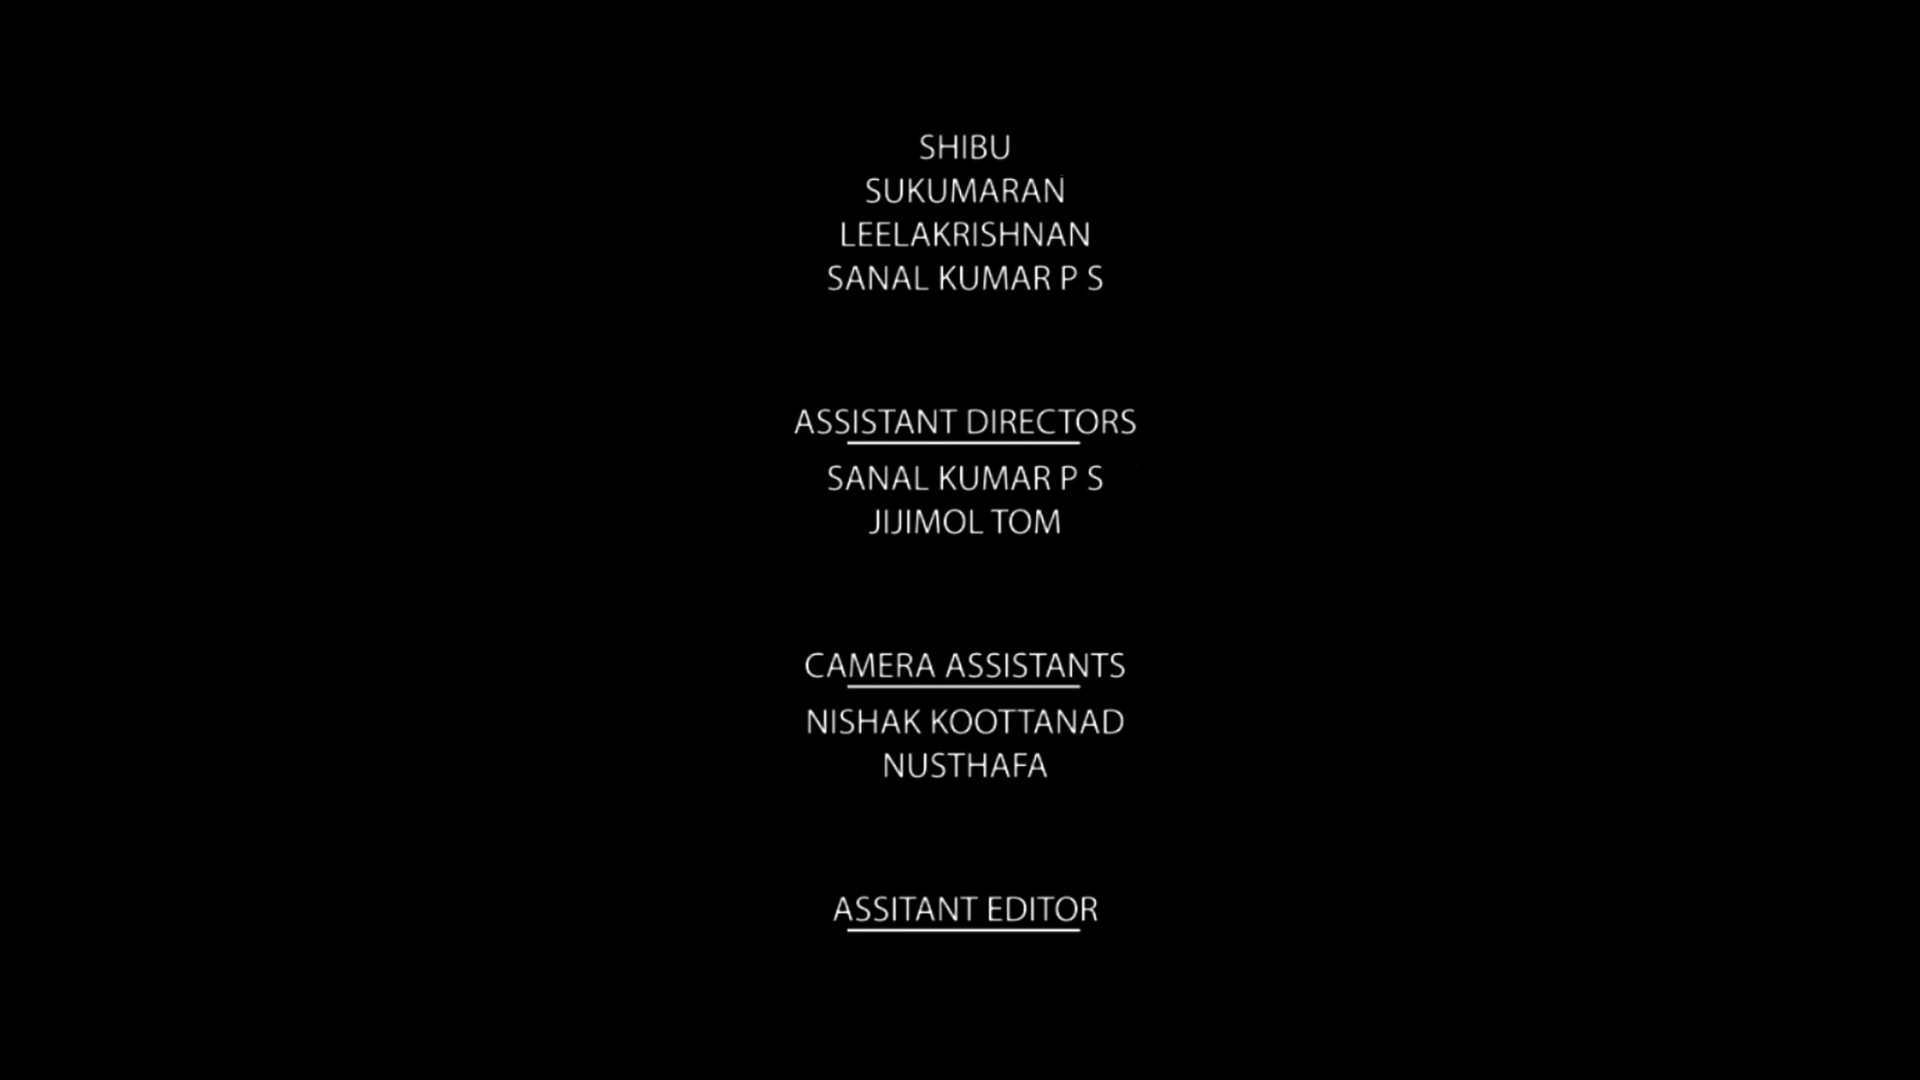 SHIBU
SUKUMARAN
LEELAKRISHNAN
SANAL KUMAR P S
ASSISTANT DIRECTORS
SANAL KUMAR P S
JIJIMOL TOM
CAMERA ASSISTANTS
NISHAK KOOTTANAD
NUSTHAFA
ASSITANT EDITOR